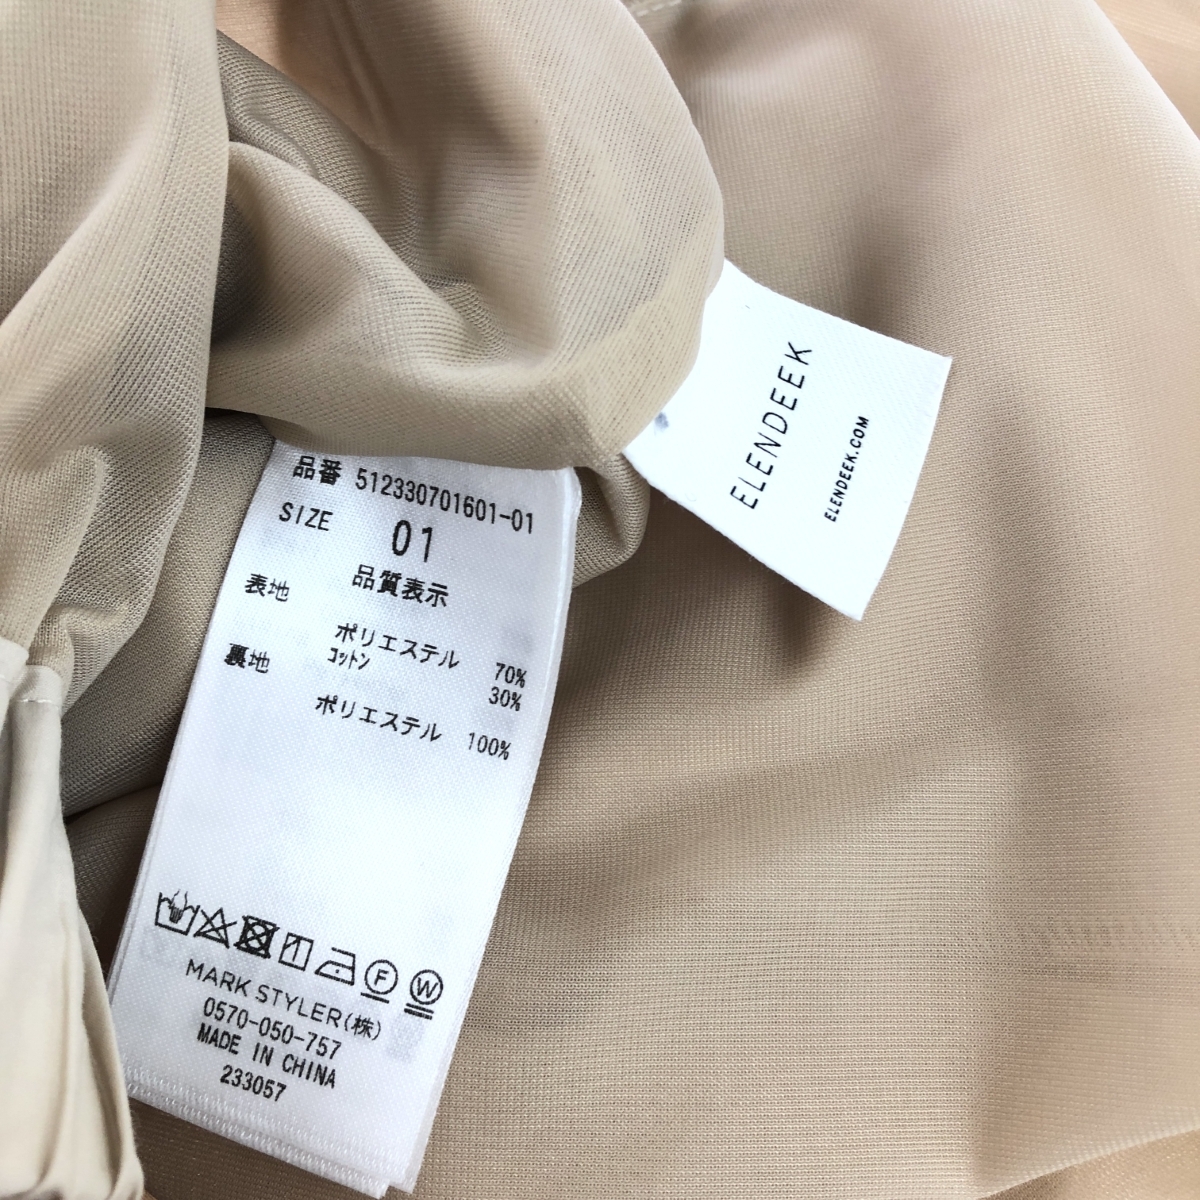 品番 512330701601-01
SIZE 01
品質表示
表地
ポリエステル 70%
コットン 30%
裏地
ポリエステル 100%
F W
MARK STYLER(株)
0570-050-757
MADE IN CHINA
233057
ELENDEEK
ELENDEEK.COM